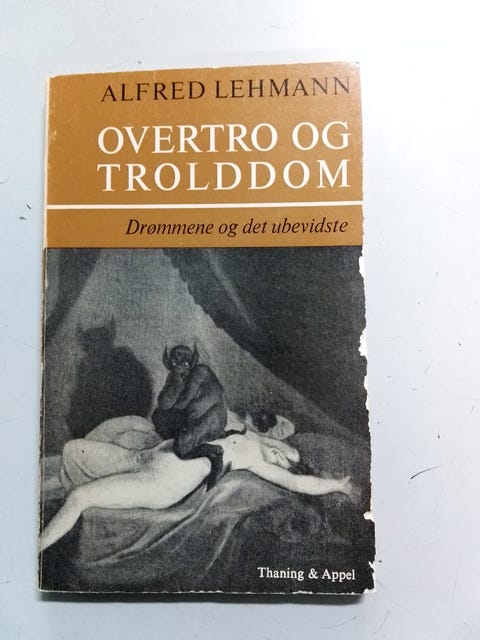 ALFRED LEHMANN
OVERTRO OG
TROLDDOM
Drømmene og det ubevidste
Thaning & Appel